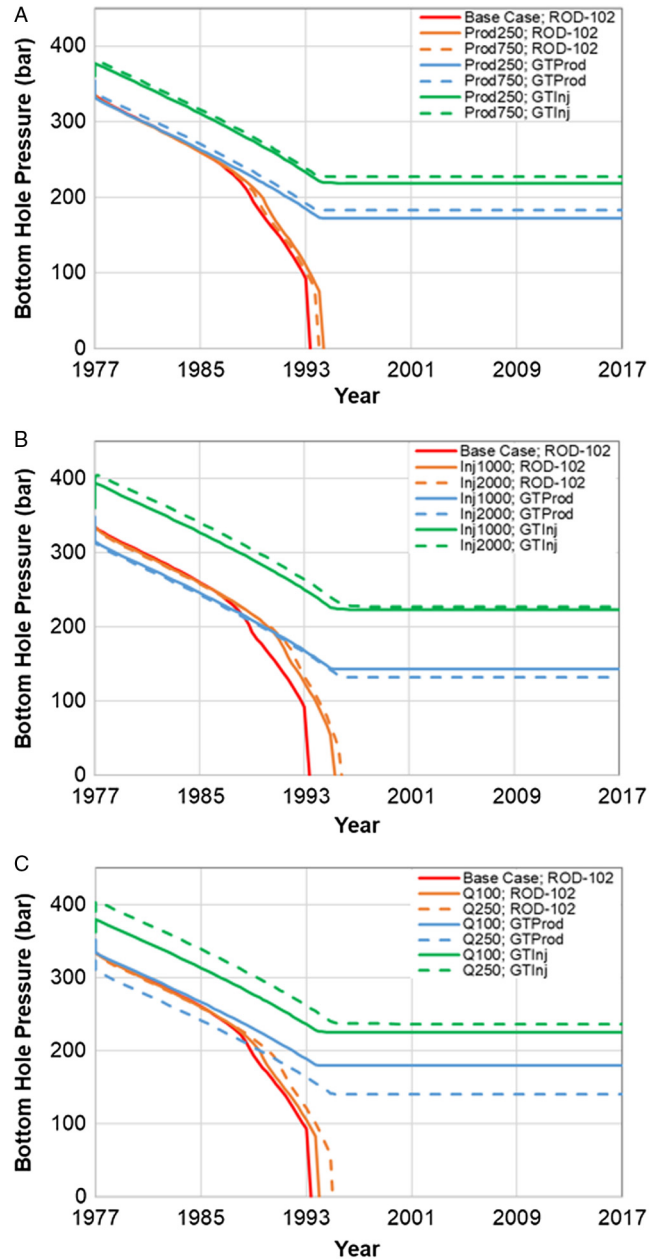 A
Bottom Hole Pressure (bar)
400
300
200
100
0
Base Case; ROD-102
Prod250; ROD-102
Prod750; ROD-102
Prod250; GTProd
Prod750; GTProd
Prod250; GTInj
Prod750; GTInj
1977 1985 1993 2001 2009 2017
Year
B
Bottom Hole Pressure (bar)
400
300
200
100
0
Base Case; ROD-102
Inj1000; ROD-102
Inj2000; ROD-102
Inj1000; GTProd
Inj2000; GTProd
Inj1000; GTInj
Inj2000; GTInj
1977 1985 1993 2001 2009 2017
Year
C
Bottom Hole Pressure (bar)
400
300
200
100
0
Base Case; ROD-102
Q100; ROD-102
Q250; ROD-102
Q100; GTProd
Q250; GTProd
Q100; GTInj
Q250; GTInj
1977 1985 1993 2001 2009 2017
Year